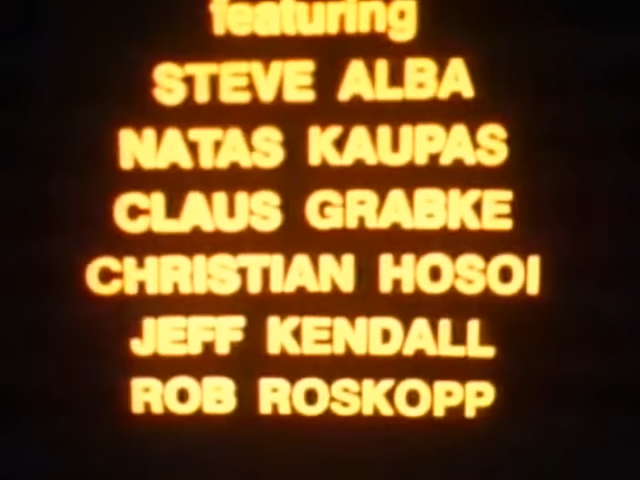 featuring
STEVE ALBA
NATAS KAUPAS
CLAUS GRABKE
CHRISTIAN HOSOI
JEFF KENDALL
ROB ROSKOPP